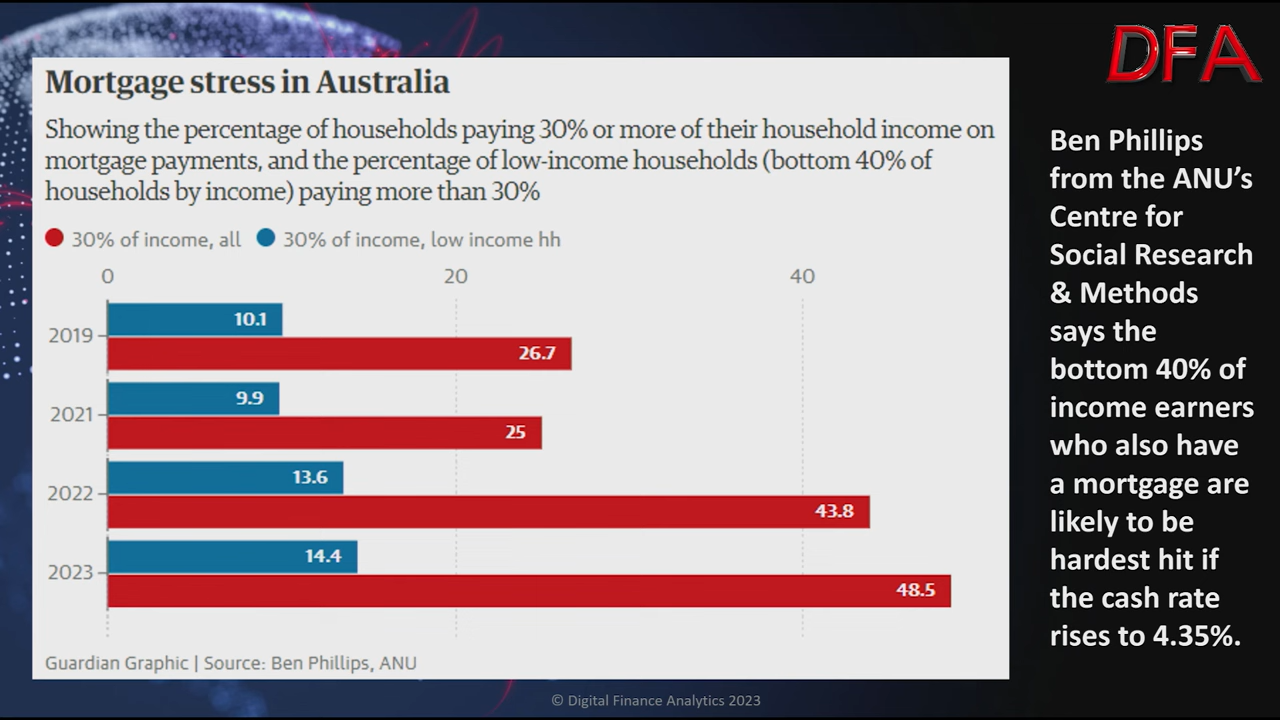 DFA
Mortgage stress in Australia
Showing the percentage of households paying 30% or more of their household income on
mortgage payments, and the percentage of low-income households (bottom 40% of
households by income) paying more than 30%
30% of income, all 30% of income, low income hh
0 20 40
2019
10.1
26.7
2021
9.9
25
2022
13.6
43.8
2023
14.4
48.5
Guardian Graphic | Source: Ben Phillips, ANU
Ben Phillips
from the ANU’s
Centre for
Social Research
& Methods
says the
bottom 40% of
income earners
who also have
a mortgage are
likely to be
hardest hit if
the cash rate
rises to 4.35%.
© Digital Finance Analytics 2023